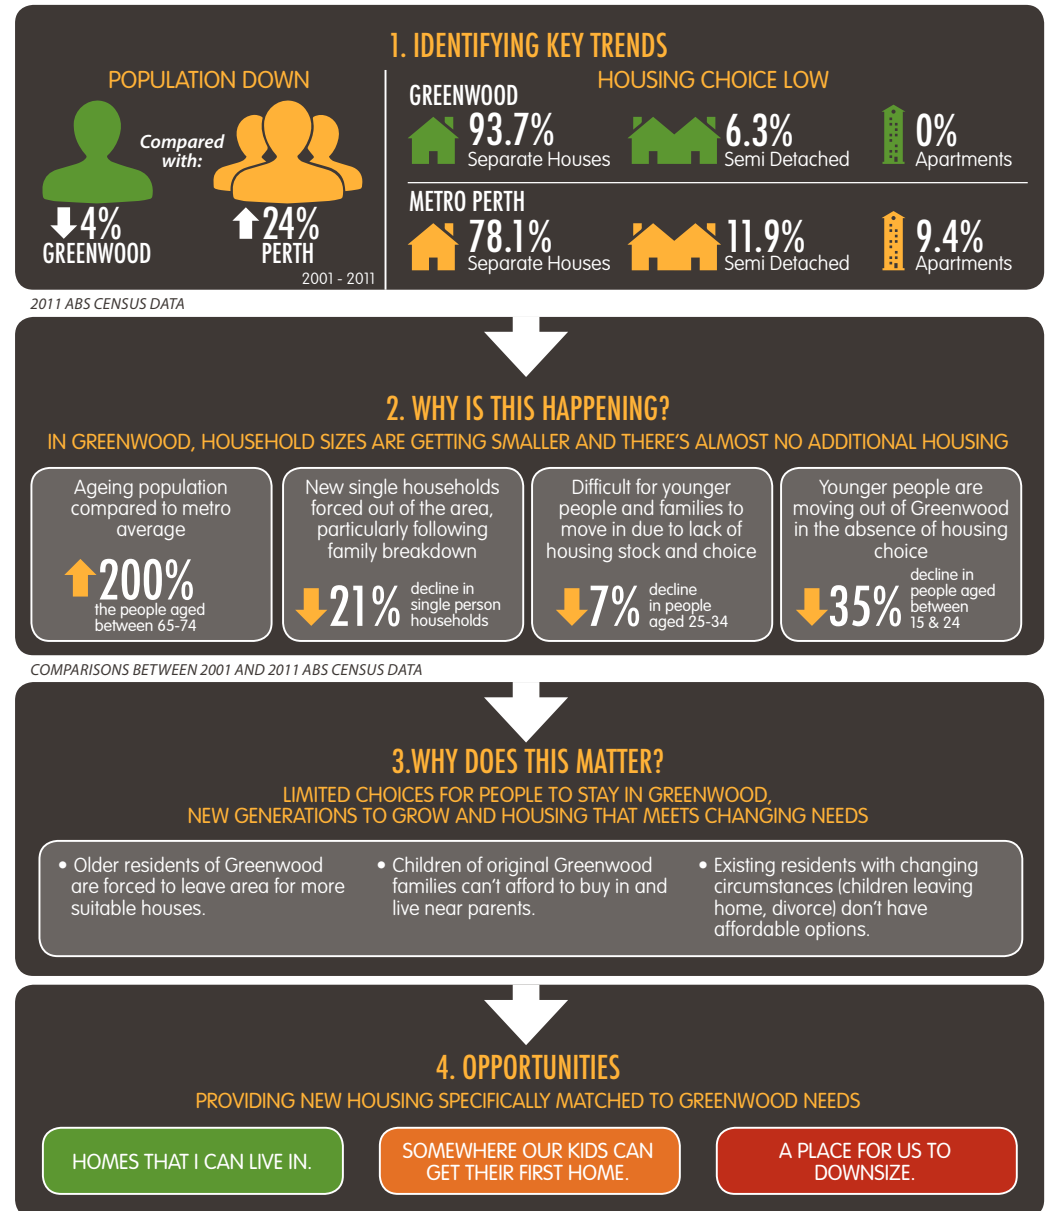 1. IDENTIFYING KEY TRENDS
POPULATION DOWN
Compared
with:
4%
GREENWOOD
24%
PERTH
2001 - 2011
HOUSING CHOICE LOW
GREENWOOD
93.7%
Separate Houses
6.3%
Semi Detached
0%
Apartments
METRO PERTH
78.1%
Separate Houses
11.9%
Semi Detached
9.4%
Apartments
2011 ABS CENSUS DATA
2. WHY IS THIS HAPPENING?
IN GREENWOOD, HOUSEHOLD SIZES ARE GETTING SMALLER AND THERE'S ALMOST NO ADDITIONAL HOUSING
Ageing population
compared to metro
average
200%
the people aged
between 65-74
New single households
forced out of the area,
particularly following
family breakdown
21%
decline in
single person
households
Difficult for younger
people and families to
move in due to lack of
housing stock and choice
7%
decline
in people
aged 25-34
Younger people are
moving out of Greenwood
in the absence of housing
choice
35%
decline in
people aged
between
15 & 24
COMPARISONS BETWEEN 2001 AND 2011 ABS CENSUS DATA
3.WHY DOES THIS MATTER?
LIMITED CHOICES FOR PEOPLE TO STAY IN GREENWOOD,
NEW GENERATIONS TO GROW AND HOUSING THAT MEETS CHANGING NEEDS
• Older residents of Greenwood
are forced to leave area for more
suitable houses.
• Children of original Greenwood
families can't afford to buy in and
live near parents.
• Existing residents with changing
circumstances (children leaving
home, divorce) don't have
affordable options.
4. OPPORTUNITIES
PROVIDING NEW HOUSING SPECIFICALLY MATCHED TO GREENWOOD NEEDS
HOMES THAT I CAN LIVE IN.
SOMEWHERE OUR KIDS CAN
GET THEIR FIRST HOME.
A PLACE FOR US TO
DOWNSIZE.